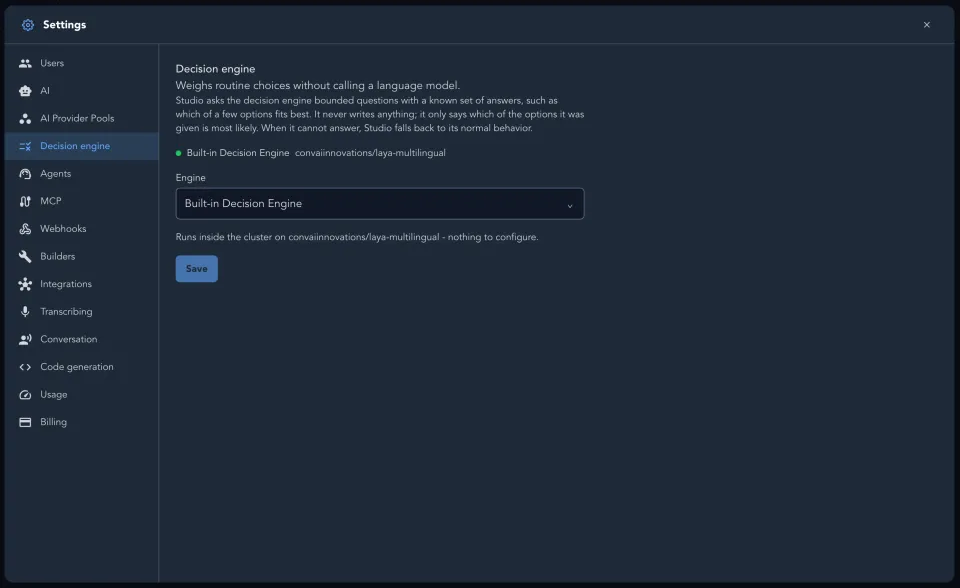 Settings
Users
AI
AI Provider Pools
Decision engine
Agents
MCP
Webhooks
Builders
Integrations
Transcribing
Conversation
Code generation
Usage
Billing
Decision engine
Weighs routine choices without calling a language model.
Studio asks the decision engine bounded questions with a known set of answers, such as
which of a few options fits best. It never writes anything; it only says which of the options it was
given is most likely. When it cannot answer, Studio falls back to its normal behavior.
Built-in Decision Engine convaiinnovations/laya-multilingual
Engine
Built-in Decision Engine
Runs inside the cluster on convaiinnovations/laya-multilingual - nothing to configure.
Save